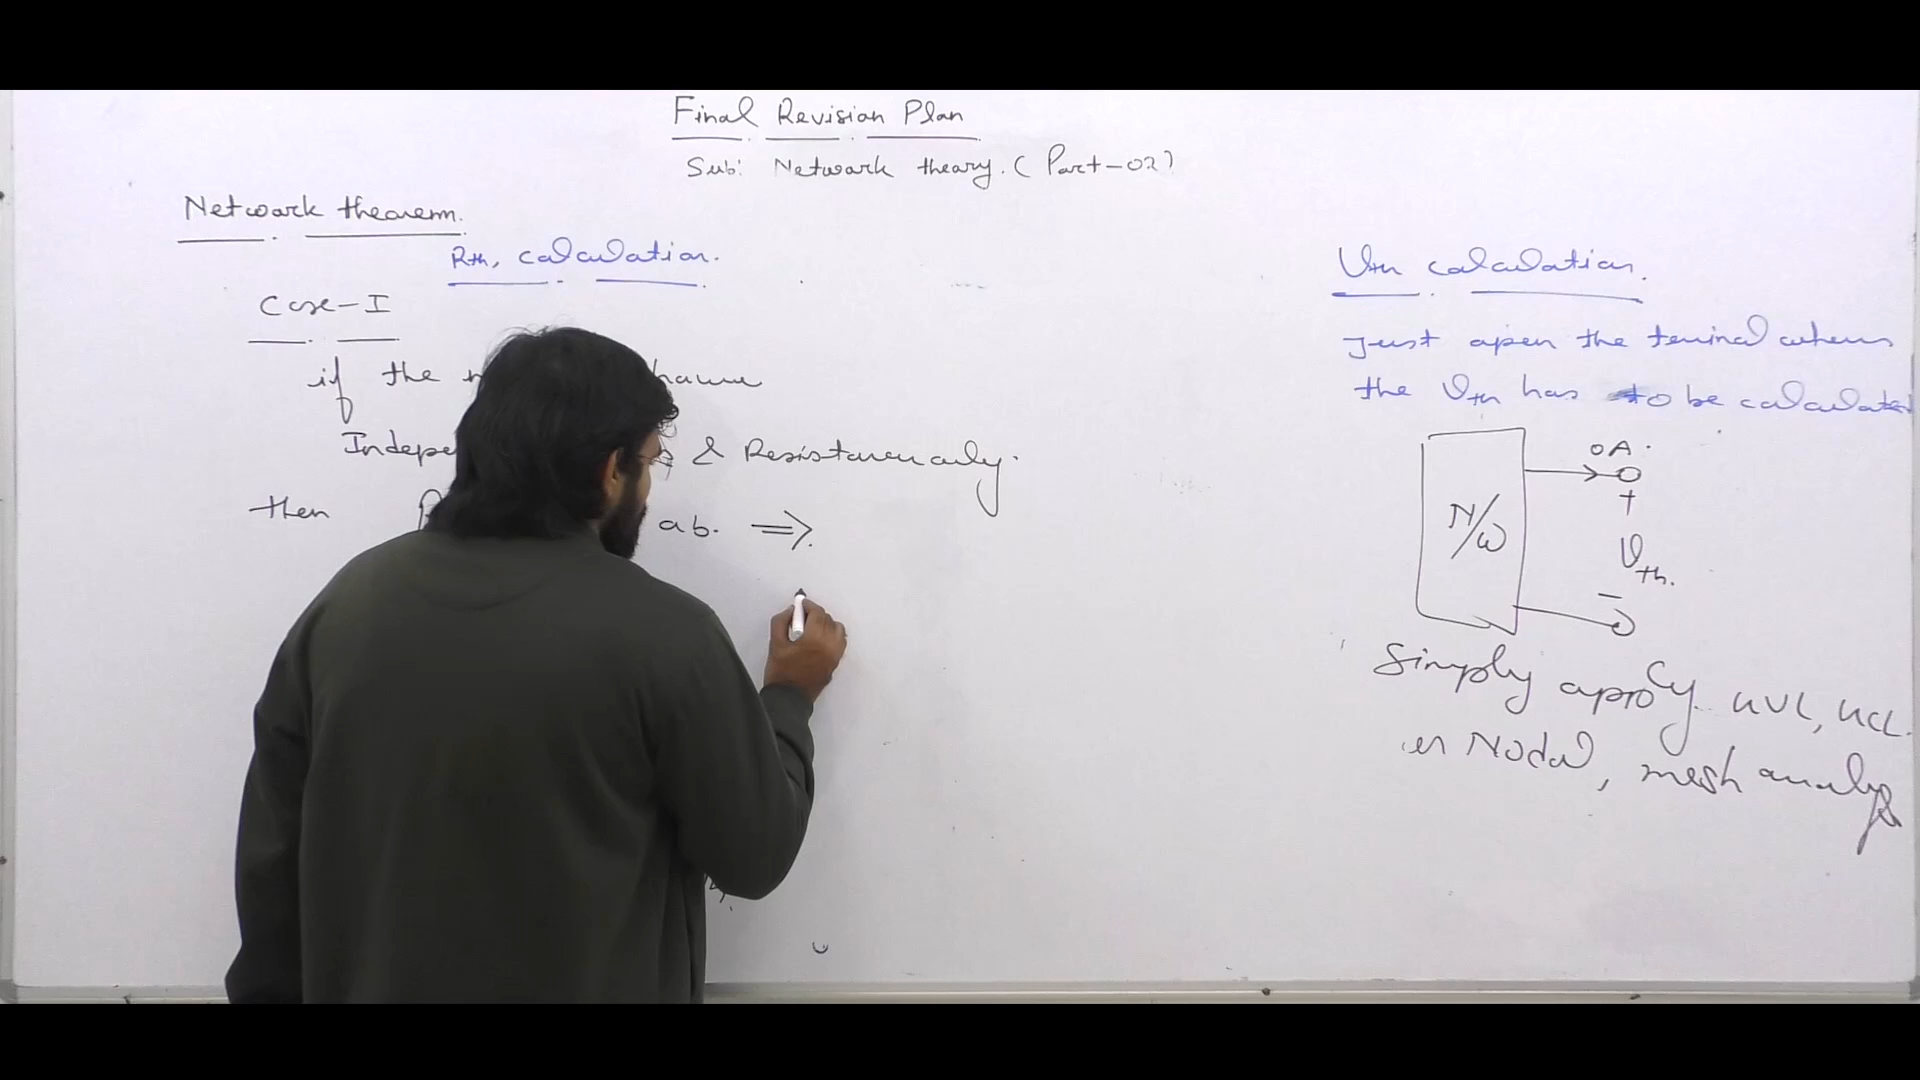 Final Revision Plan
Sub: Network theory. (Part-02)
Network theorem.
Rth, calculation.
Case-I
if the
Indepe & Resistances only.
then ab. ⇒
Vth calculation.
Just open the terminal where
the Vth has to be calculated
0A.
N/W
+
Vth.
-
Simply apply KVL, KCL.
or Nodal, mesh analysis